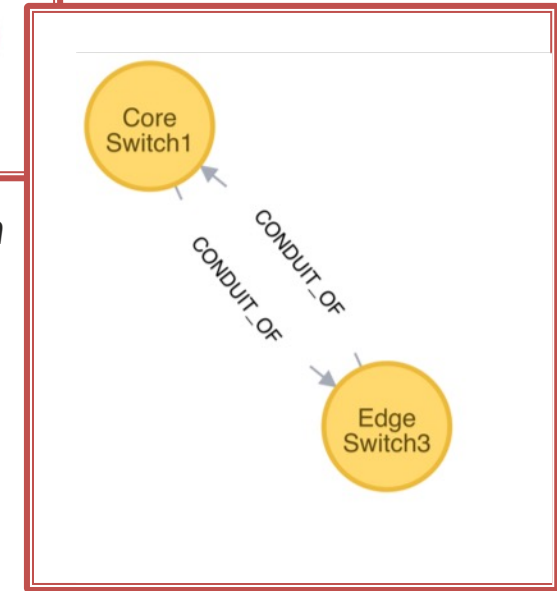 Core
Switch1
CONDUIT_OF
CONDUIT_OF
Edge
Switch3